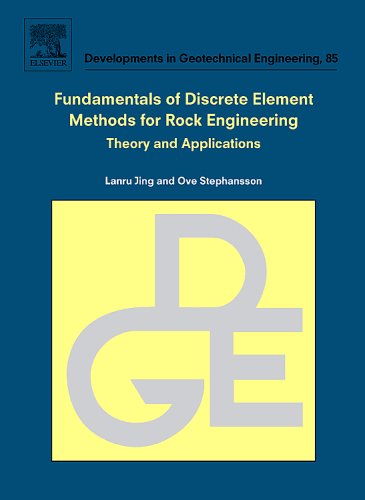 ELSEVIER
Developments in Geotechnical Engineering, 85
Fundamentals of Discrete Element
Methods for Rock Engineering
Theory and Applications
Lanru Jing and Ove Stephansson
D
GE